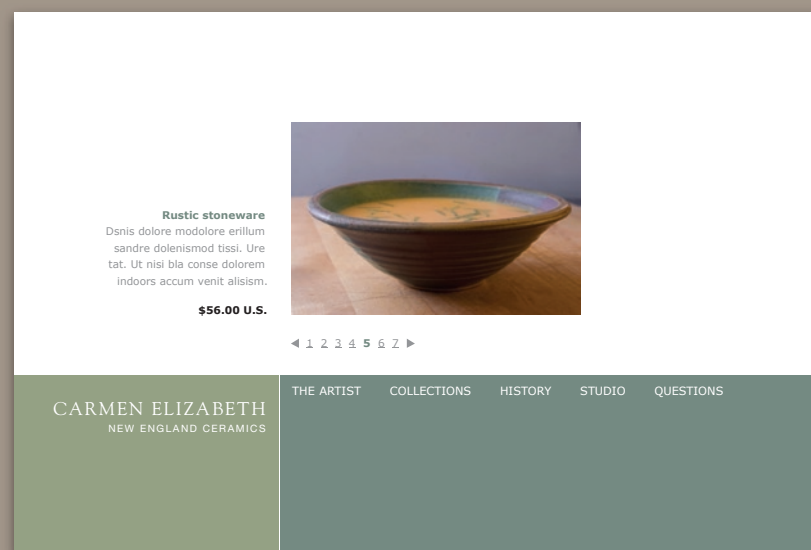 Rustic stoneware
Dsnis dolore modolore erillum
sandre dolenismod tissi. Ure
tat. Ut nisi bla conse dolorem
indoors accum venit alisism.
$56.00 U.S.
1 2 3 4 5 6 7
CARMEN ELIZABETH
NEW ENGLAND CERAMICS
THE ARTIST COLLECTIONS HISTORY STUDIO QUESTIONS